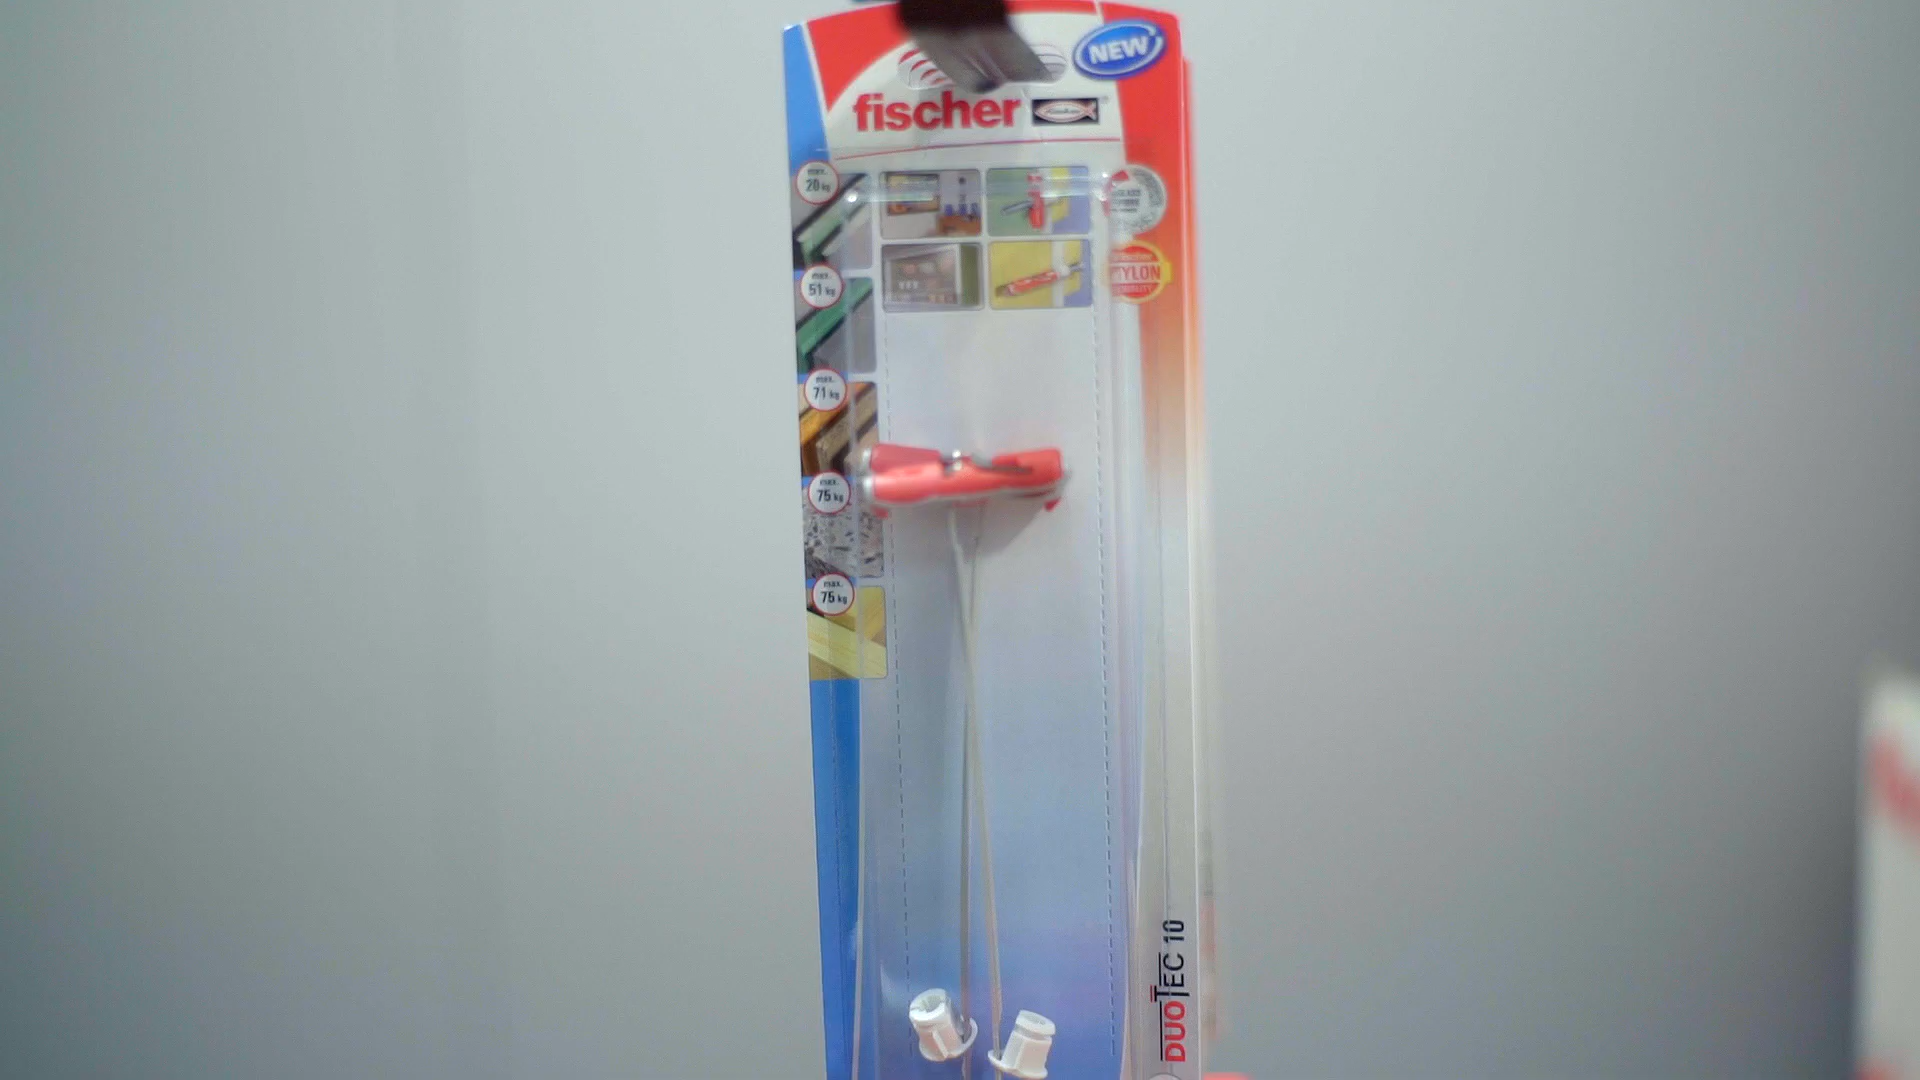 NEW
fischer
max.
20 kg
max.
51 kg
NYLON
max.
71 kg
max.
75 kg
max.
75 kg
DUOTEC 10